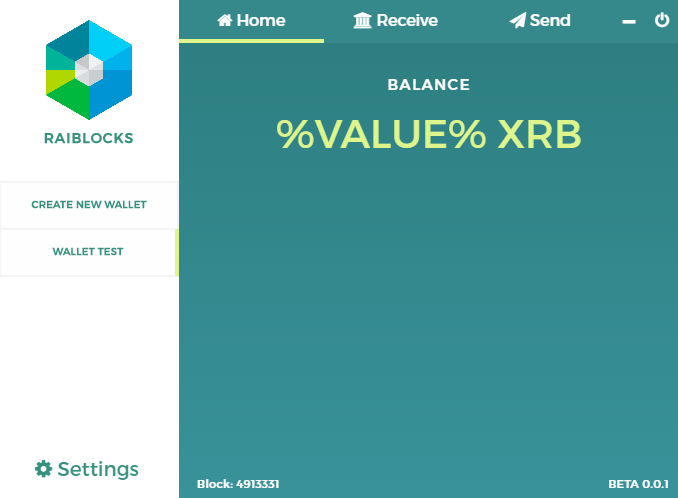 Home Receive Send
RAIBLOCKS
CREATE NEW WALLET
WALLET TEST
Settings
BALANCE
%VALUE% XRB
Block: 4913331 BETA 0.0.1